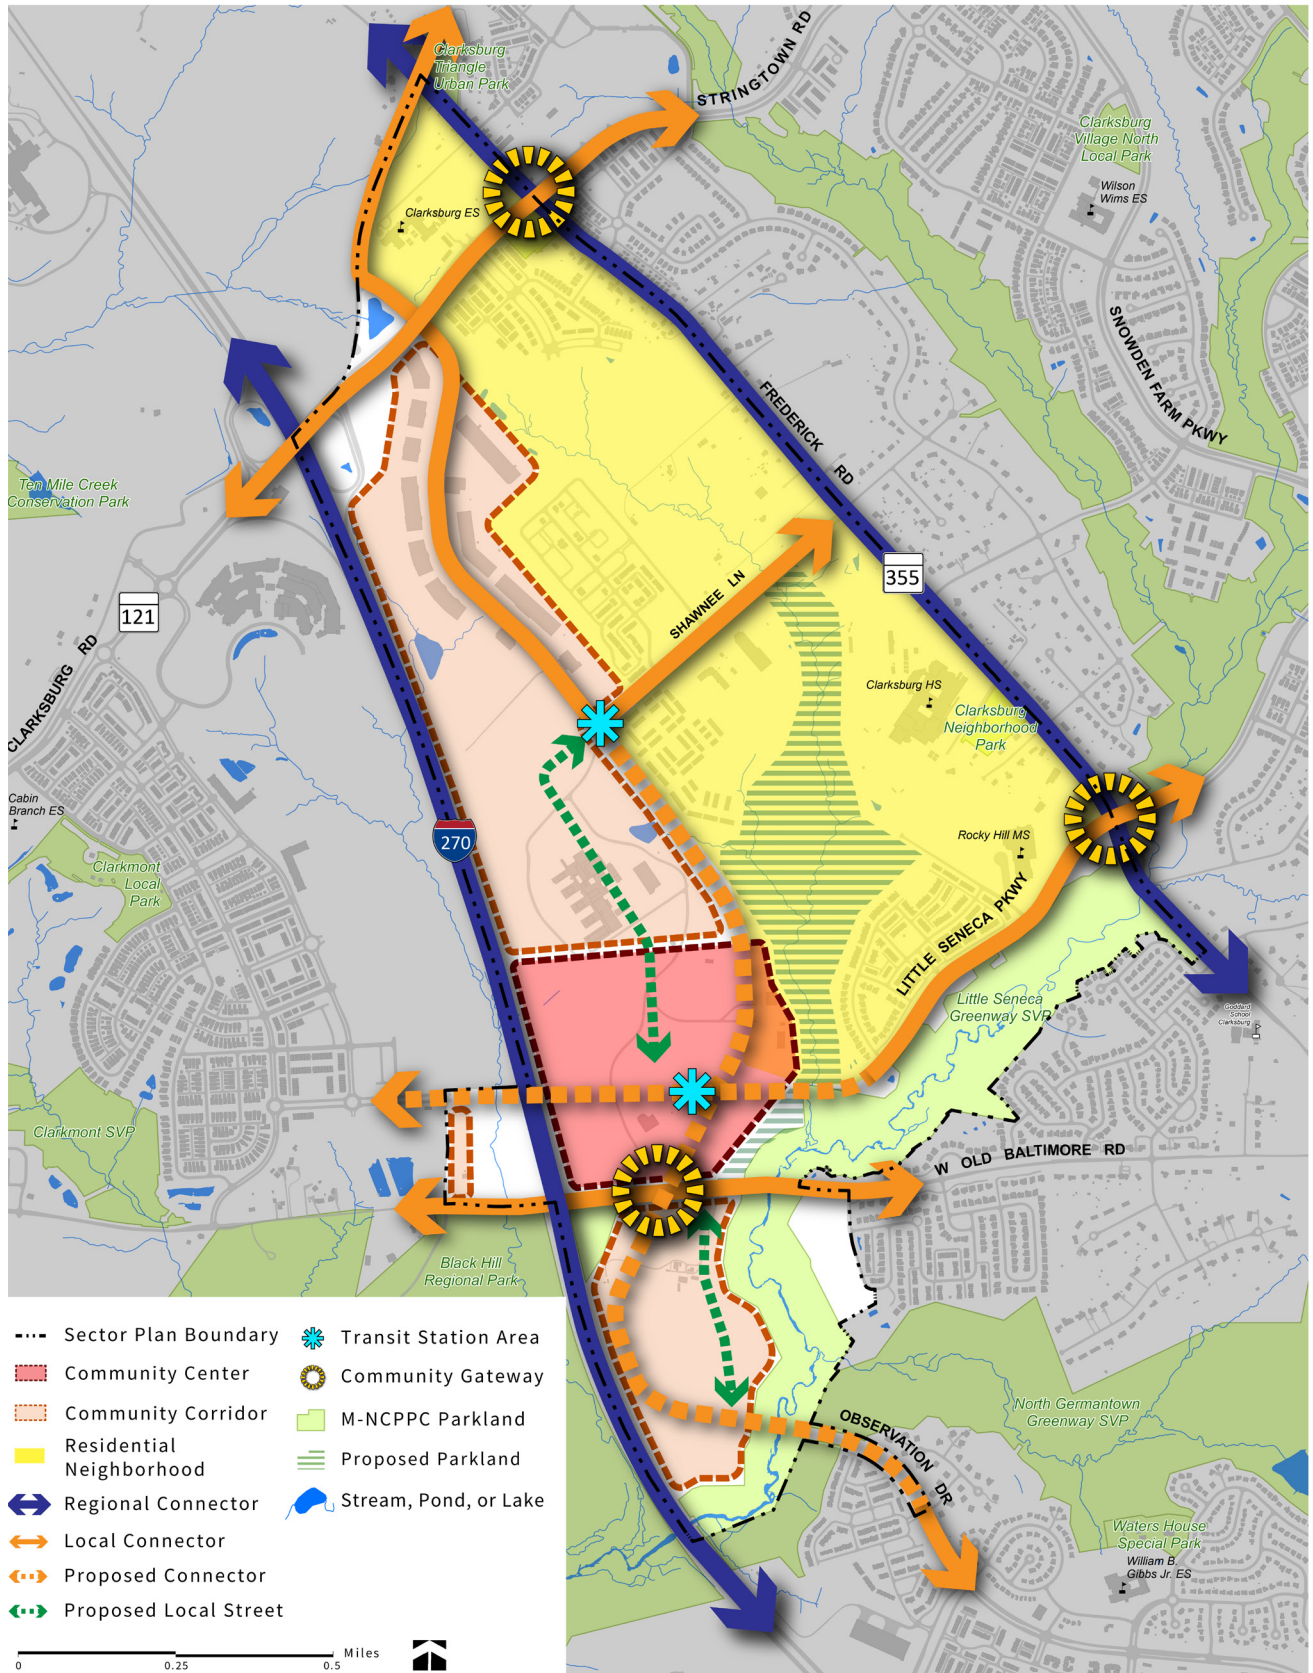 Clarksburg
Triangle
Urban Park
STRINGTOWN RD
Clarksburg
Village North
Local Park
Wilson
Wims ES
Clarksburg ES
SNOWDEN FARM PKWY
FREDERICK RD
Ten Mile Creek
Conservation Park
355
121
SHAWNEE LN
CLARKSBURG RD
Clarksburg HS
Clarksburg
Neighborhood
Park
Cabin
Branch ES
270
Rocky Hill MS
Clarkmont
Local
Park
LITTLE SENECA PKWY
Little Seneca
Greenway SVP
Goddard
School
Clarksburg
Clarkmont SVP
W OLD BALTIMORE RD
Black Hill
Regional Park
North Germantown
Greenway SVP
OBSERVATION DR
Waters House
Special Park
William B.
Gibbs Jr. ES
Sector Plan Boundary
Community Center
Community Corridor
Residential
Neighborhood
Regional Connector
Local Connector
Proposed Connector
Proposed Local Street
Transit Station Area
Community Gateway
M-NCPPC Parkland
Proposed Parkland
Stream, Pond, or Lake
Miles
0 0.25 0.5